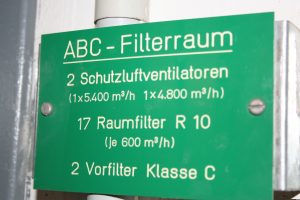 ABC - Filterraum
2 Schutzluftventilatoren
(1x5.400 m³/h 1x4.800 m³/h)
17 Raumfilter R 10
(je 600 m³/h)
2 Vorfilter Klasse C